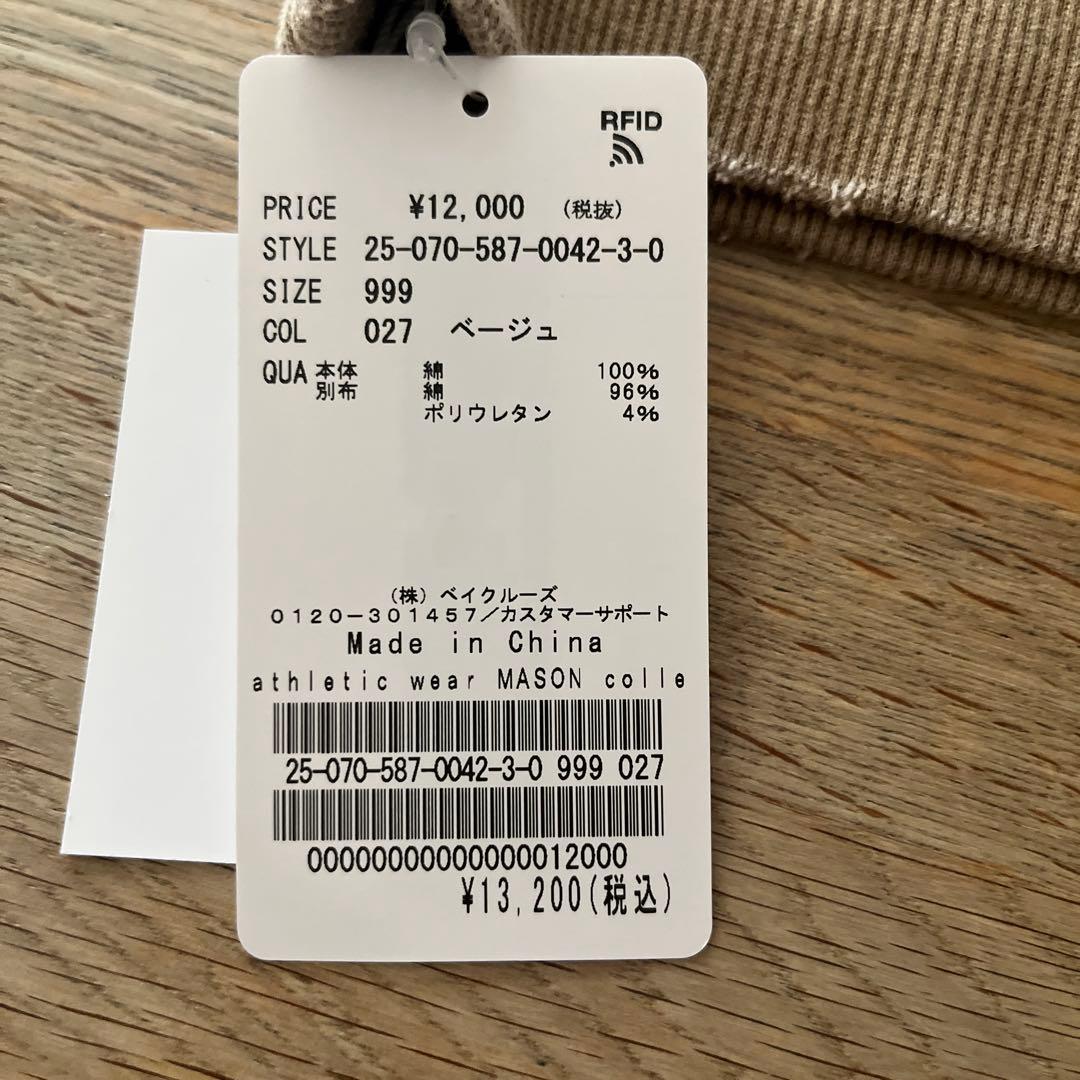 RFID
PRICE ¥12,000 (税抜)
STYLE 25-070-587-0042-3-0
SIZE 999
COL 027 ベージュ
QUA 本体 綿 100%
別布 綿 96%
ポリウレタン 4%
(株) ベイクルーズ
0120-301457/カスタマーサポート
Made in China
athletic wear MASON colle
25-070-587-0042-3-0 999 027
00000000000000012000
¥13,200(税込)